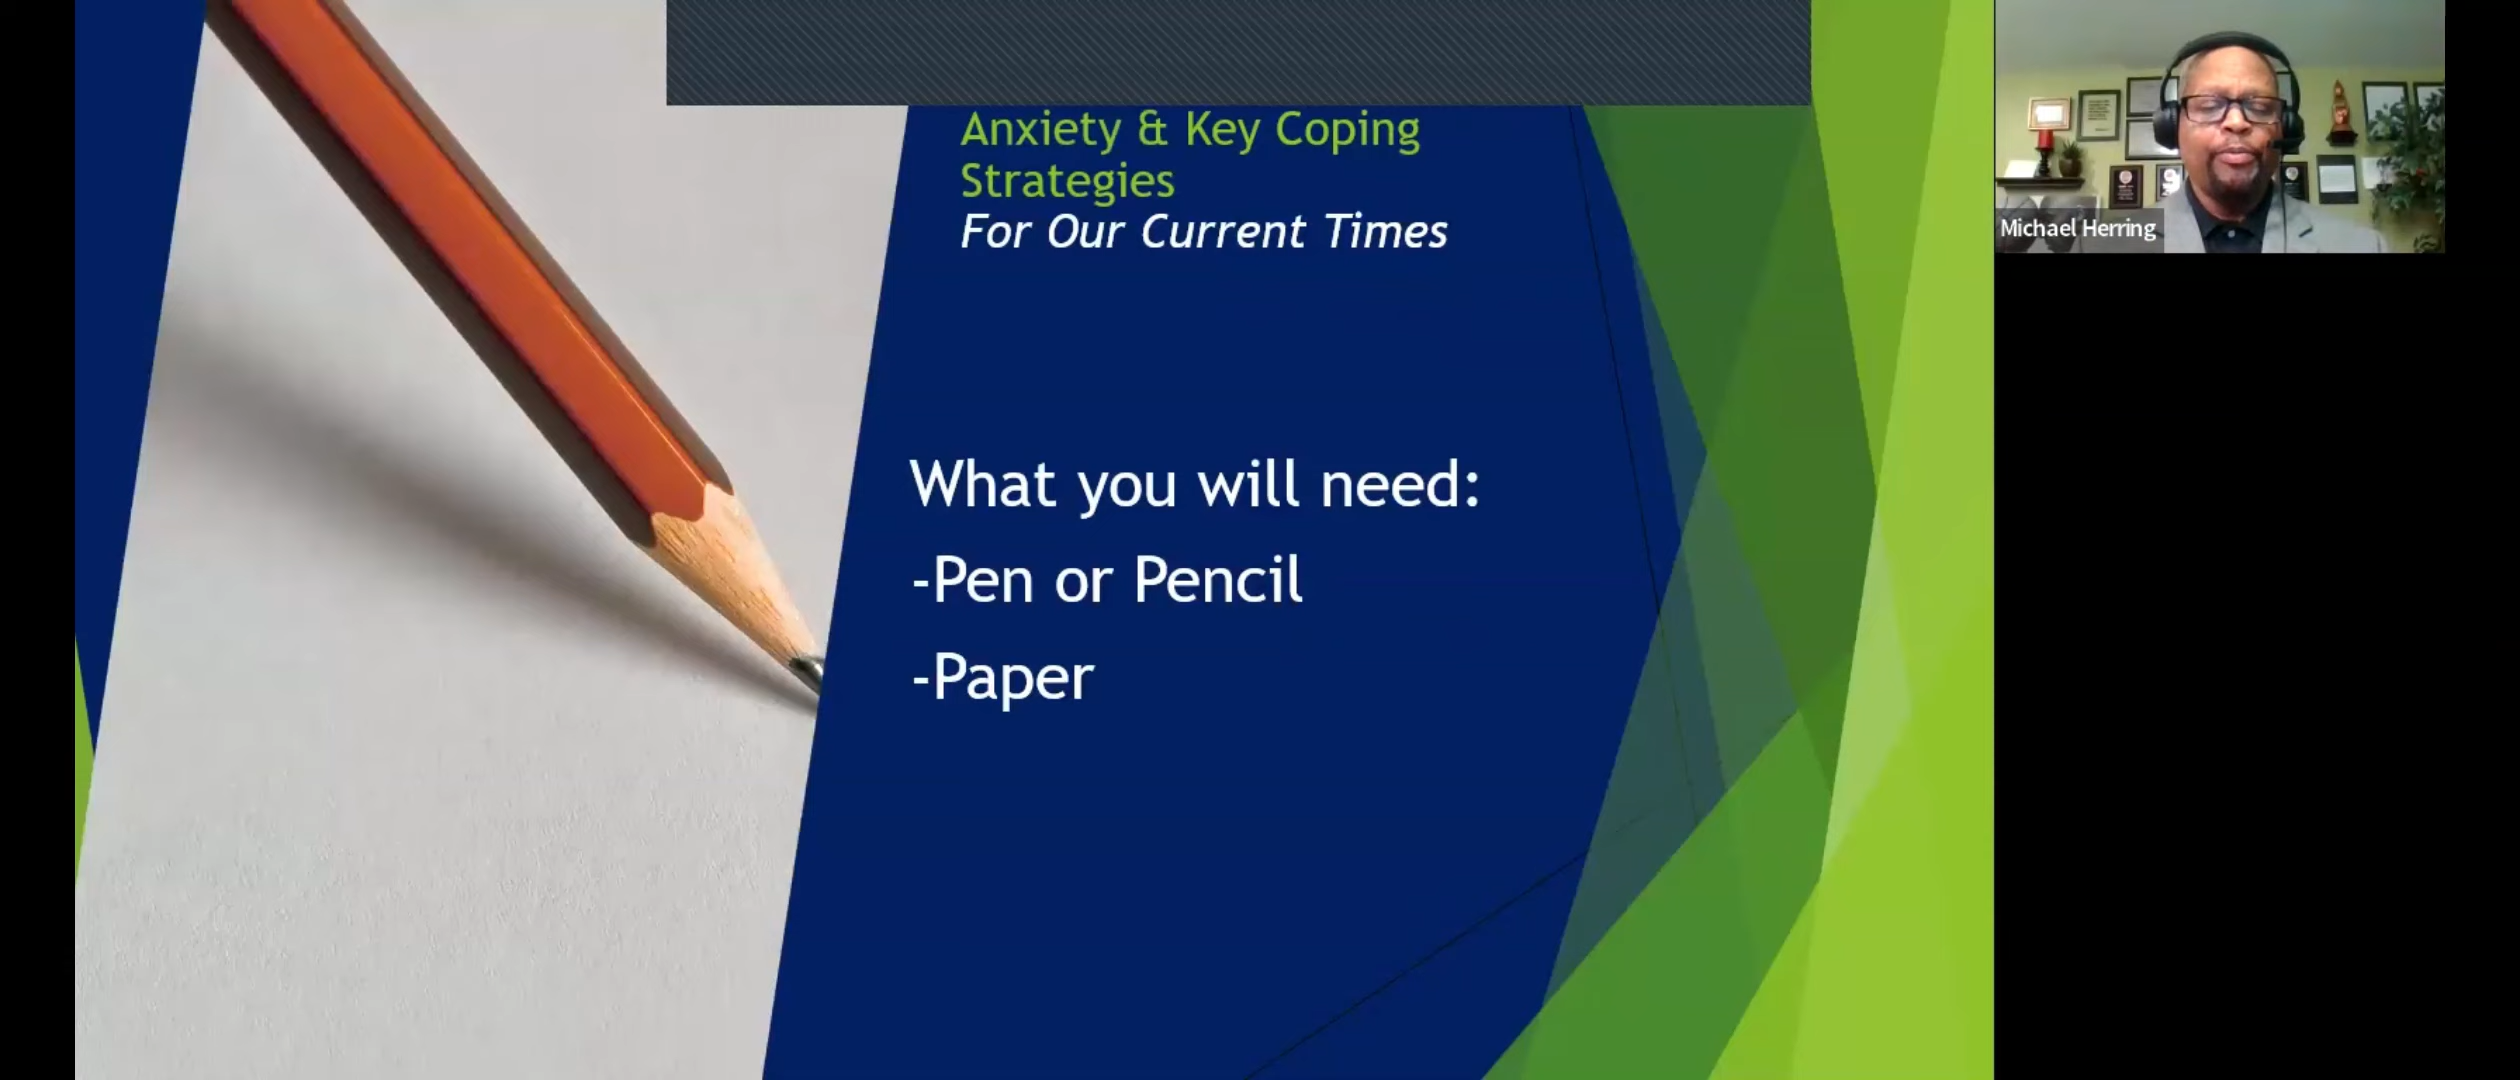 Anxiety & Key Coping
Strategies
For Our Current Times
What you will need:
-Pen or Pencil
-Paper
Michael Herring